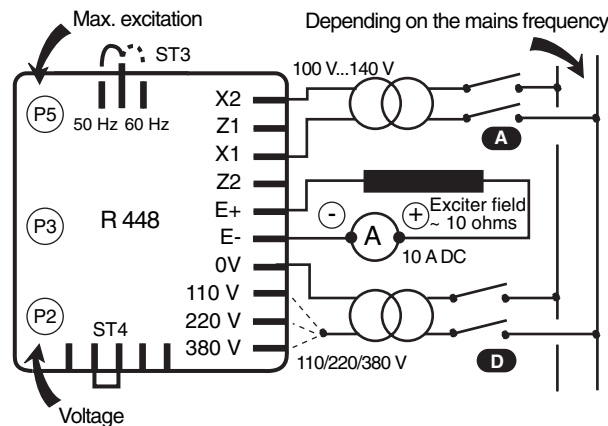 Max. excitation
Depending on the mains frequency
ST3
100 V...140 V
P5
50 Hz 60 Hz
X2
Z1
X1
Z2
E+
E-
0V
110 V
220 V
380 V
A
P3
R 448
Exciter field
~ 10 ohms
- A +
10 A DC
P2
ST4
110/220/380 V
D
Voltage